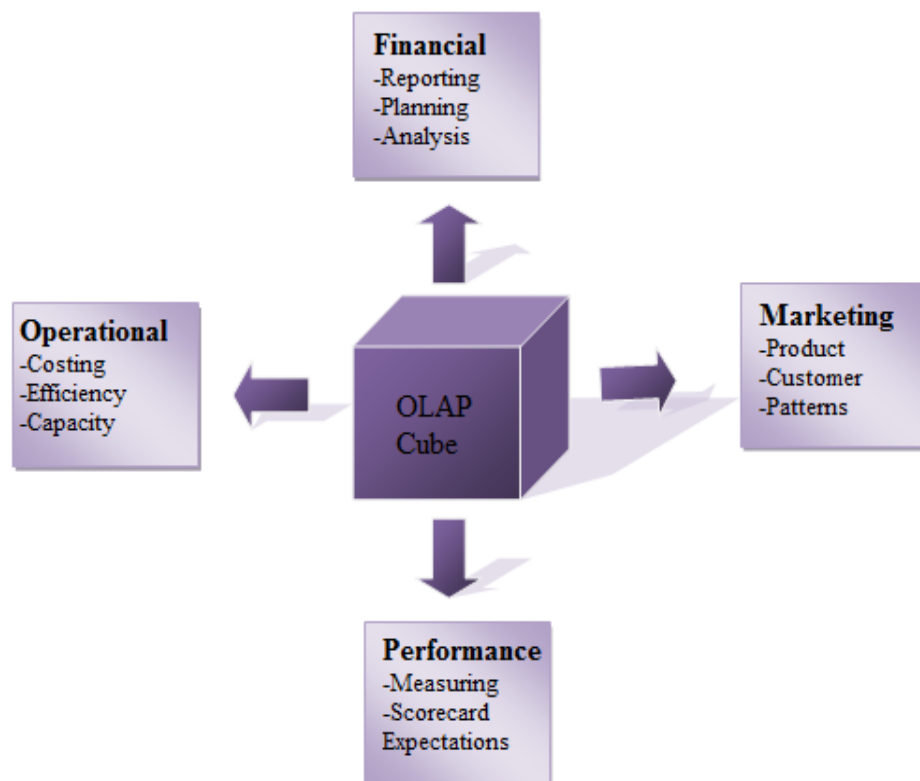 Financial
-Reporting
-Planning
-Analysis
Operational
-Costing
-Efficiency
-Capacity
OLAP
Cube
Marketing
-Product
-Customer
-Patterns
Performance
-Measuring
-Scorecard
Expectations